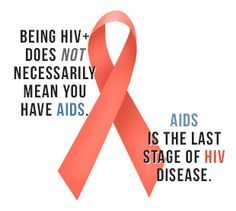 BEING HIV+
DOES NOT
NECESSARILY
MEAN YOU
HAVE AIDS.
AIDS
IS THE LAST
STAGE OF HIV
DISEASE.